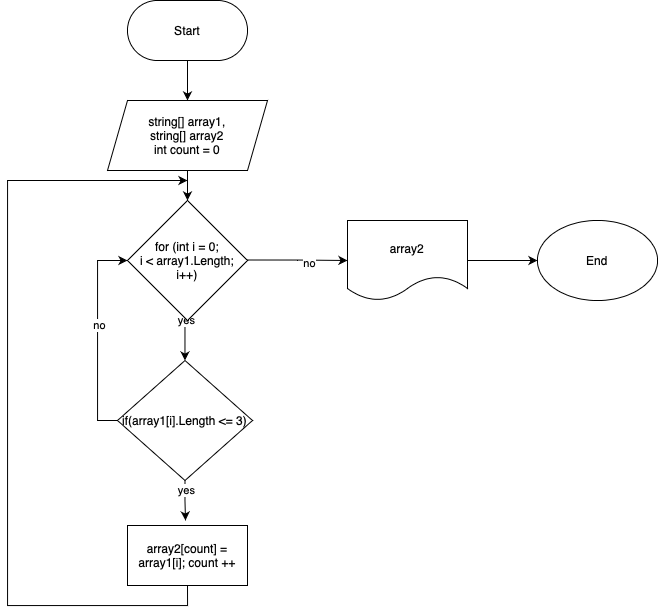 Start
string[] array1,
string[] array2
int count = 0
for (int i = 0;
i < array1.Length;
i++)
no
array2
End
yes
no
if(array1[i].Length <= 3)
yes
array2[count] =
array1[i]; count ++